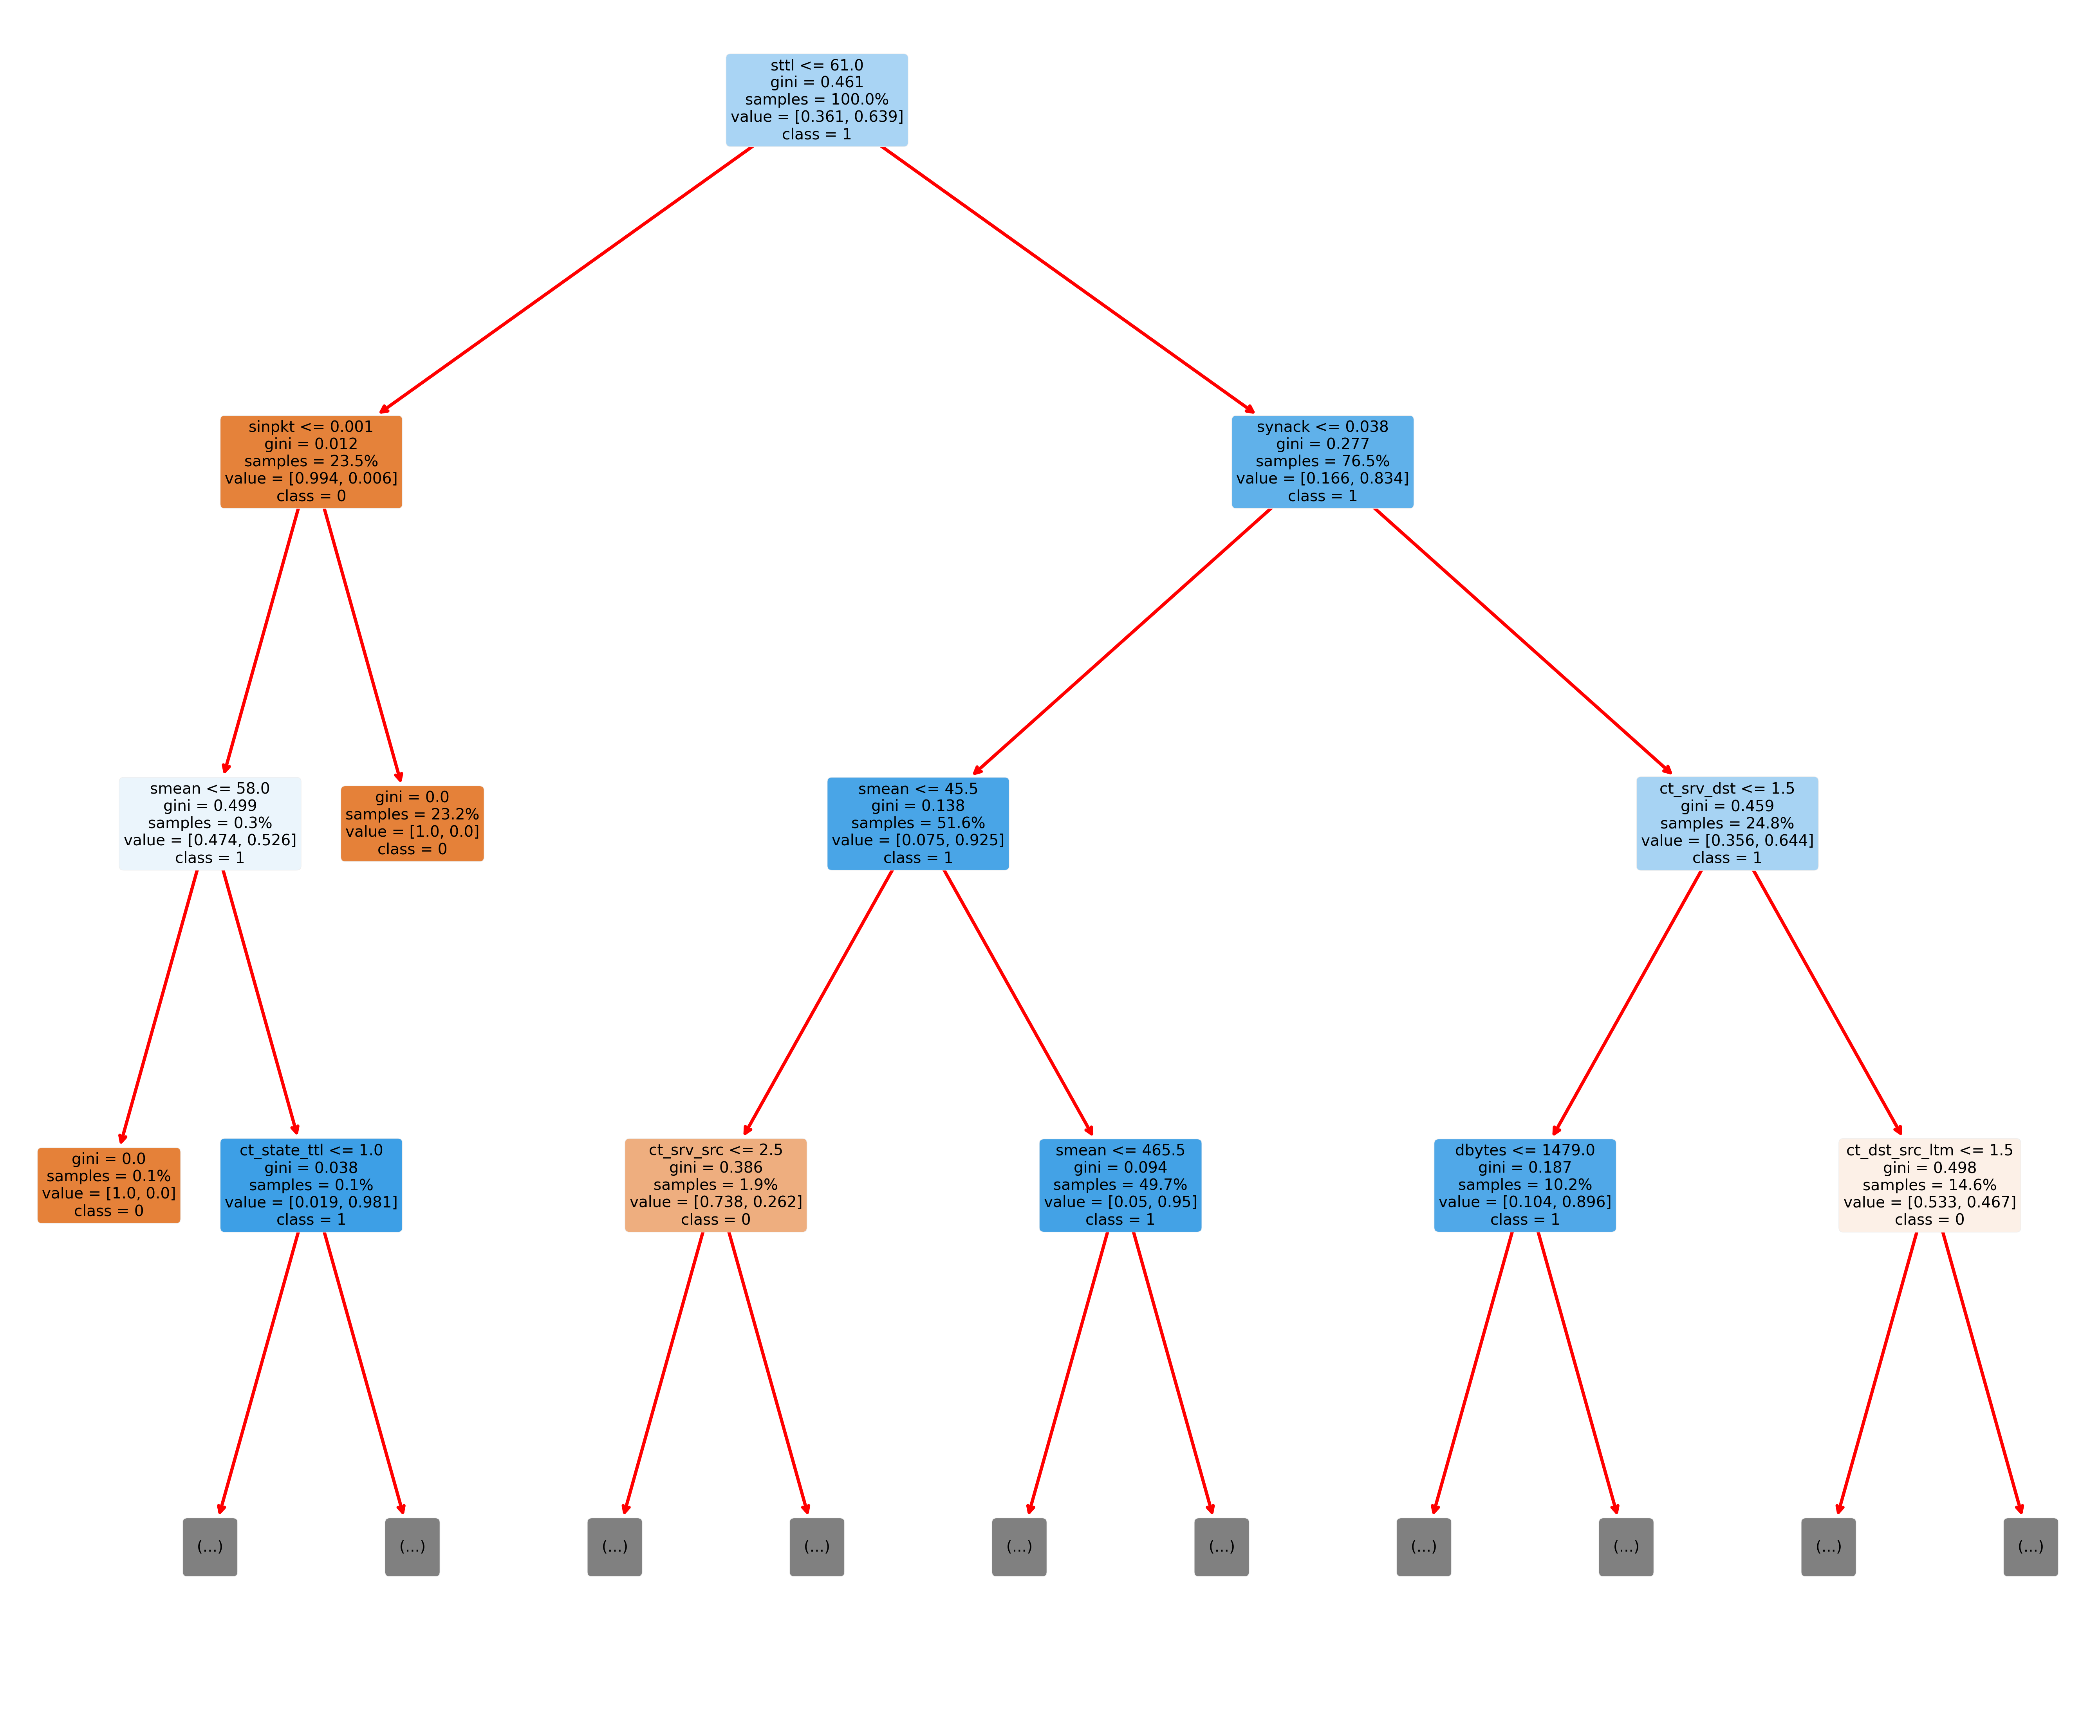 sttl <= 61.0
gini = 0.461
samples = 100.0%
value = [0.361, 0.639]
class = 1
sinpkt <= 0.001
gini = 0.012
samples = 23.5%
value = [0.994, 0.006]
class = 0
synack <= 0.038
gini = 0.277
samples = 76.5%
value = [0.166, 0.834]
class = 1
smean <= 58.0
gini = 0.499
samples = 0.3%
value = [0.474, 0.526]
class = 1
gini = 0.0
samples = 23.2%
value = [1.0, 0.0]
class = 0
smean <= 45.5
gini = 0.138
samples = 51.6%
value = [0.075, 0.925]
class = 1
ct_srv_dst <= 1.5
gini = 0.459
samples = 24.8%
value = [0.356, 0.644]
class = 1
gini = 0.0
samples = 0.1%
value = [1.0, 0.0]
class = 0
ct_state_ttl <= 1.0
gini = 0.038
samples = 0.1%
value = [0.019, 0.981]
class = 1
ct_srv_src <= 2.5
gini = 0.386
samples = 1.9%
value = [0.738, 0.262]
class = 0
smean <= 465.5
gini = 0.094
samples = 49.7%
value = [0.05, 0.95]
class = 1
dbytes <= 1479.0
gini = 0.187
samples = 10.2%
value = [0.104, 0.896]
class = 1
ct_dst_src_ltm <= 1.5
gini = 0.498
samples = 14.6%
value = [0.533, 0.467]
class = 0
(...)
(...)
(...)
(...)
(...)
(...)
(...)
(...)
(...)
(...)